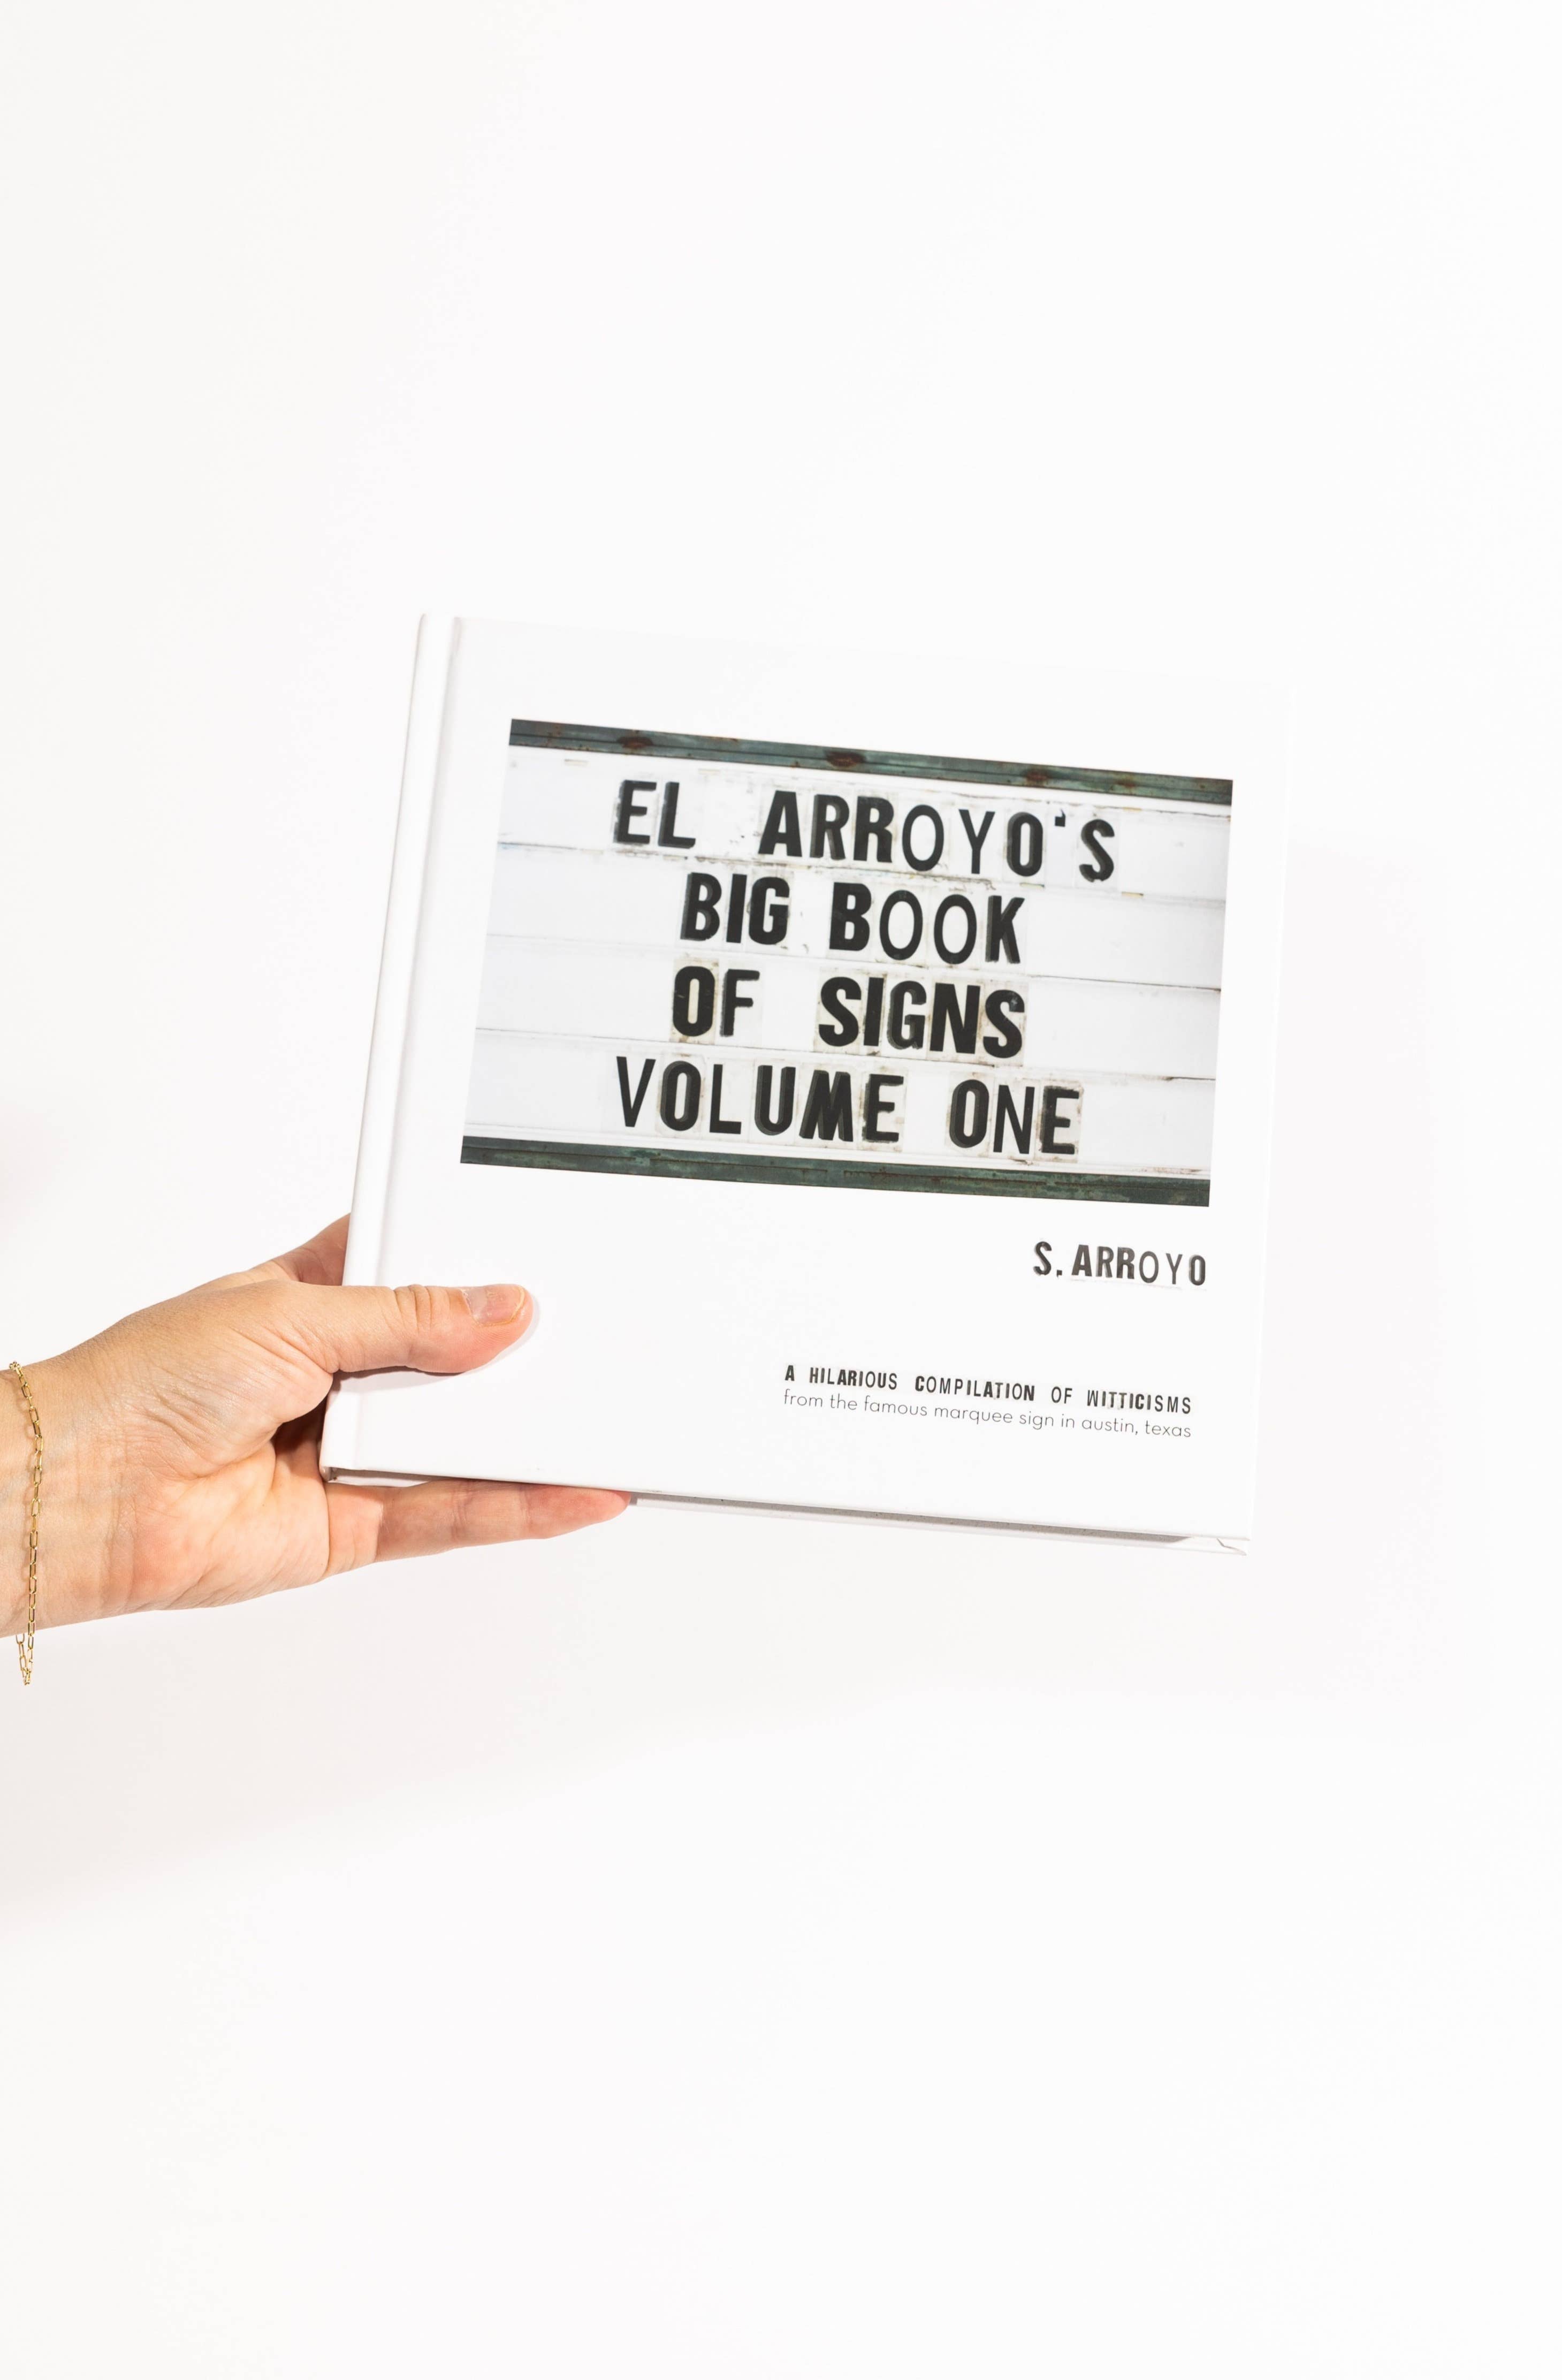 EL ARROYO'S
BIG BOOK
OF SIGNS
VOLUME ONE
S. ARROYO
A HILARIOUS COMPILATION OF WITTICISMS
from the famous marquee sign in austin, texas